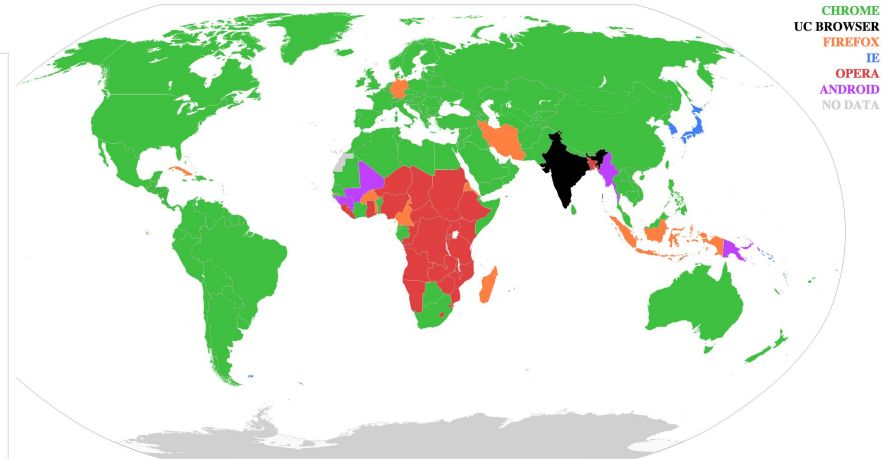 CHROME
UC BROWSER
FIREFOX
IE
OPERA
ANDROID
NO DATA